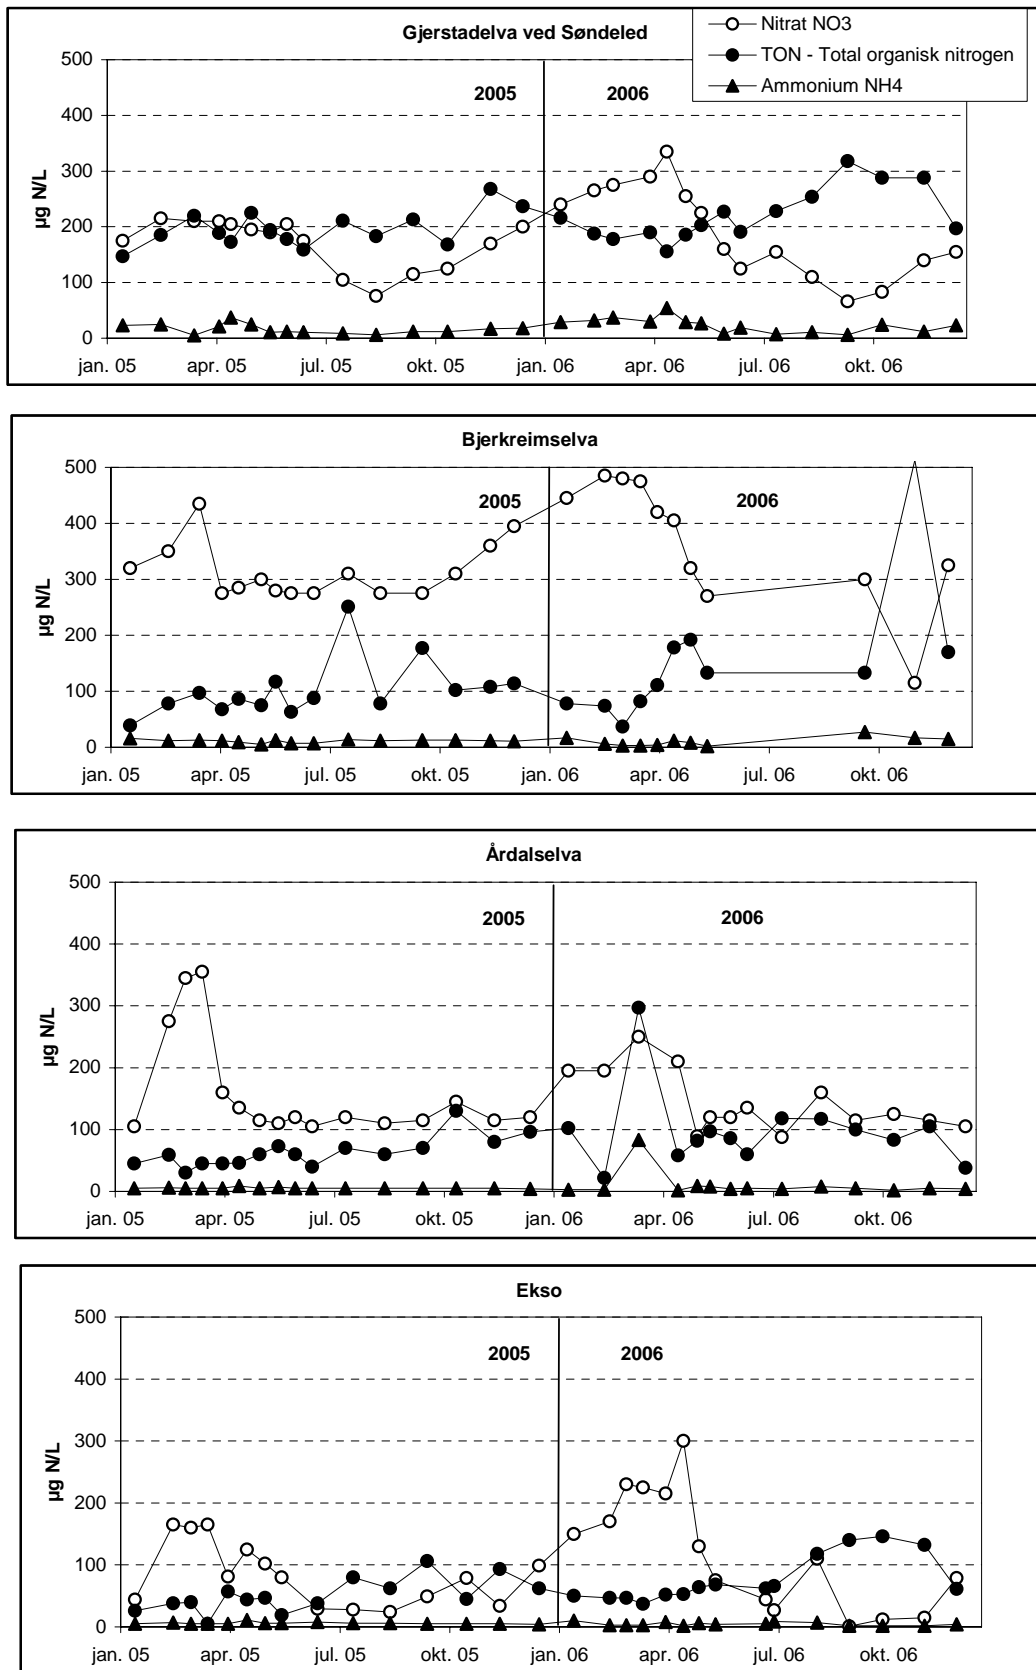 Gjerstadelva ved Søndeled
Nitrat NO3
TON - Total organisk nitrogen
Ammonium NH4
2005
2006
µg N/L
500
400
300
200
100
0
jan. 05
apr. 05
jul. 05
okt. 05
jan. 06
apr. 06
jul. 06
okt. 06
Bjerkreimselva
2005
2006
µg N/L
500
400
300
200
100
0
jan. 05
apr. 05
jul. 05
okt. 05
jan. 06
apr. 06
jul. 06
okt. 06
Årdalselva
2005
2006
µg N/L
500
400
300
200
100
0
jan. 05
apr. 05
jul. 05
okt. 05
jan. 06
apr. 06
jul. 06
okt. 06
Ekso
2005
2006
µg N/L
500
400
300
200
100
0
jan. 05
apr. 05
jul. 05
okt. 05
jan. 06
apr. 06
jul. 06
okt. 06